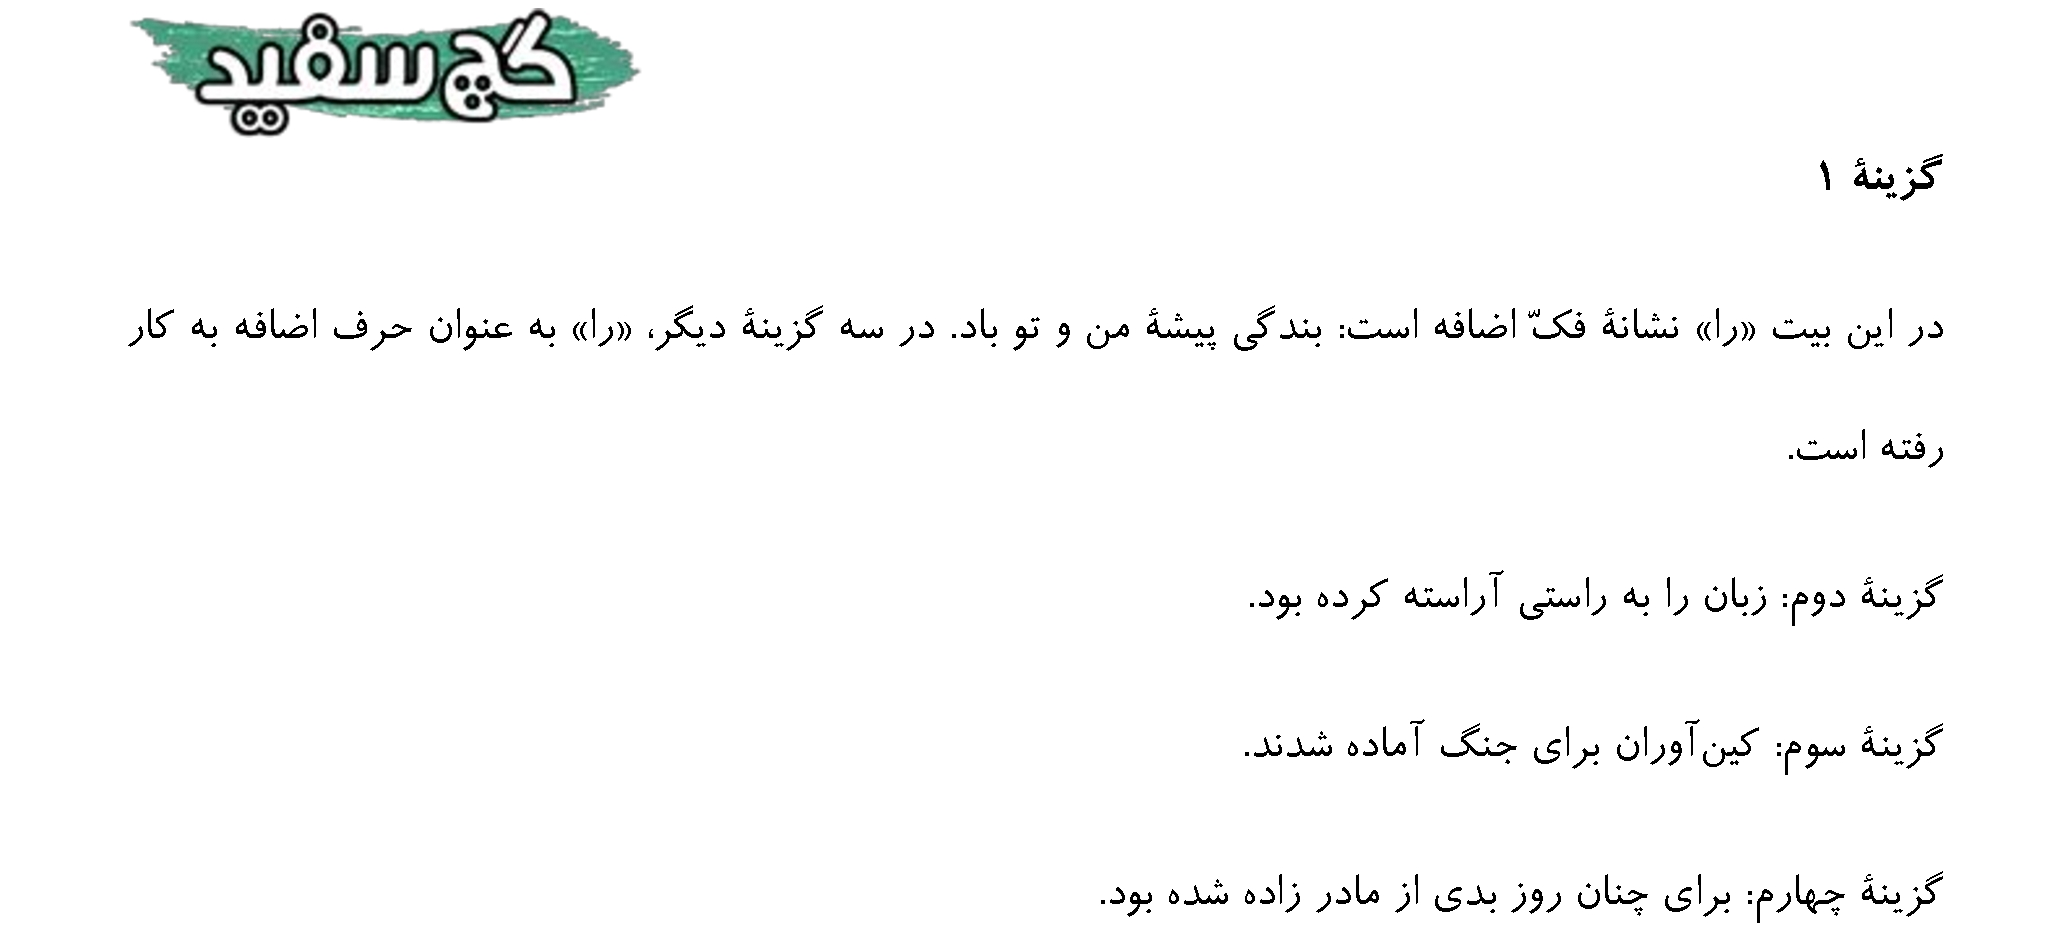 گچ سفید
گزینهٔ ۱
در این بیت «را» نشانهٔ فکّ اضافه است: بندگی پیشهٔ من و تو باد. در سه گزینهٔ دیگر، «را» به عنوان حرف اضافه به کار
رفته است.
گزینهٔ دوم: زبان را به راستی آراسته کرده بود.
گزینهٔ سوم: کین‌آوران برای جنگ آماده شدند.
گزینهٔ چهارم: برای چنان روز بدی از مادر زاده شده بود.